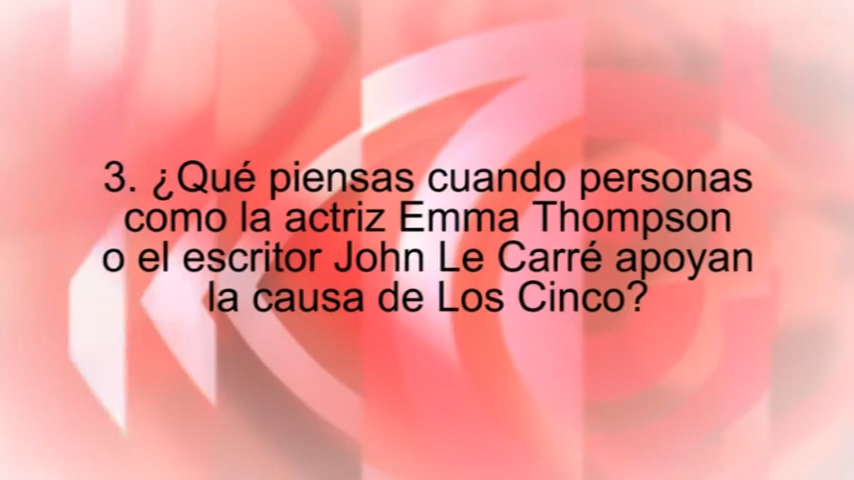 3. ¿Qué piensas cuando personas
como la actriz Emma Thompson
o el escritor John Le Carré apoyan
la causa de Los Cinco?